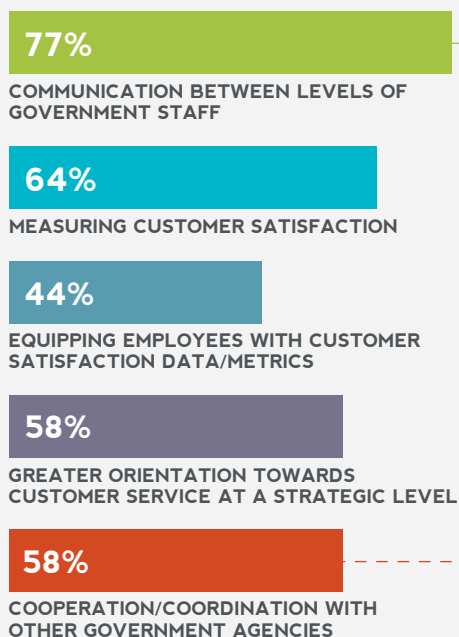 77%
COMMUNICATION BETWEEN LEVELS OF
GOVERNMENT STAFF
64%
MEASURING CUSTOMER SATISFACTION
44%
EQUIPPING EMPLOYEES WITH CUSTOMER
SATISFACTION DATA/METRICS
58%
GREATER ORIENTATION TOWARDS
CUSTOMER SERVICE AT A STRATEGIC LEVEL
58%
COOPERATION/COORDINATION WITH
OTHER GOVERNMENT AGENCIES